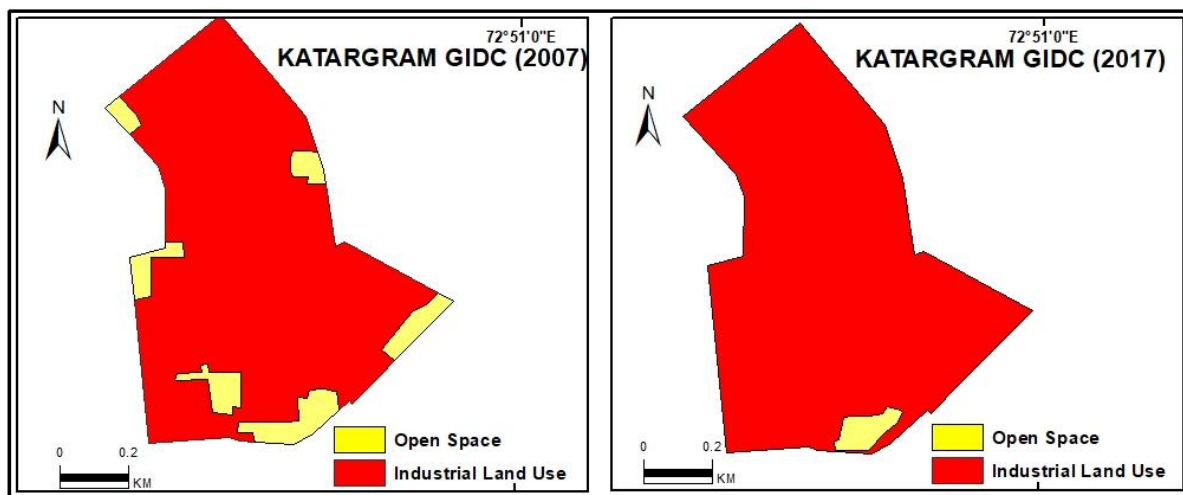 72°51'0"E
KATARGRAM GIDC (2007)
N
Open Space
Industrial Land Use
0 0.2
KM
72°51'0"E
KATARGRAM GIDC (2017)
N
Open Space
Industrial Land Use
0 0.2
KM